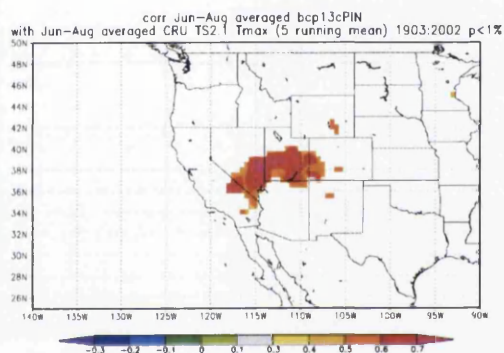 corr Jun-Aug averaged bcp13cPIN
with Jun-Aug averaged CRU TS2.1 Tmax (5 running mean) 1903:2002 p<1%
50N
48N
46N
44N
42N
40N
38N
36N
34N
32N
30N
28N
26N
140W 135W 130W 125W 120W 115W 110W 105W 100W 95W 90W
-0.3 -0.2 -0.1 0 0.1 0.3 0.4 0.5 0.6 0.7